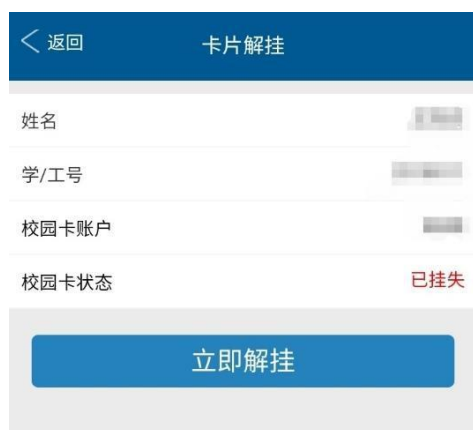 返回
卡片解挂
姓名
学/工号
校园卡账户
校园卡状态 已挂失
立即解挂